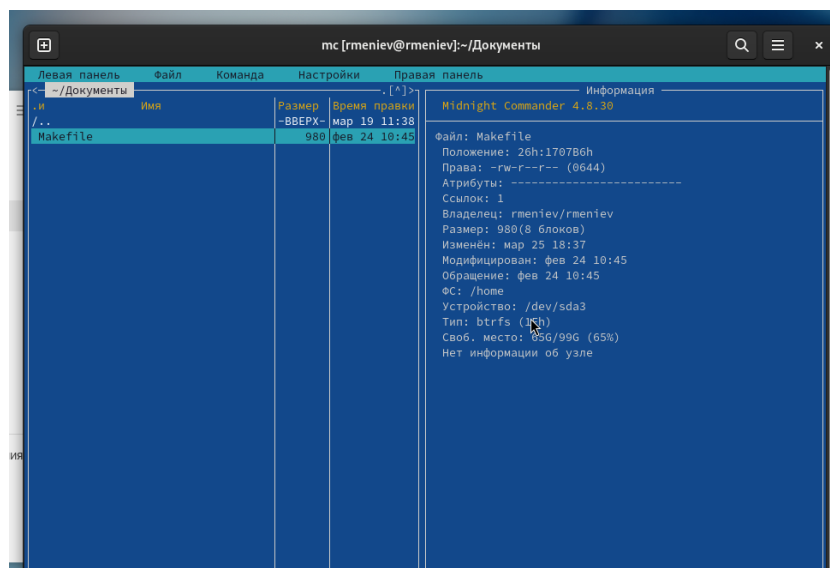 mc [rmeniev@rmeniev]:~/Документы
Левая панель Файл Команда Настройки Правая панель
<— ~/Документы .[^]>
.и Имя Размер Время правки
/.. -ВВЕРХ- мар 19 11:38
Makefile 980 фев 24 10:45
Информация
Midnight Commander 4.8.30
Файл: Makefile
Положение: 26h:1707B6h
Права: -rw-r--r-- (0644)
Атрибуты: -------------------------
Ссылок: 1
Владелец: rmeniev/rmeniev
Размер: 980(8 блоков)
Изменён: мар 25 18:37
Модифицирован: фев 24 10:45
Обращение: фев 24 10:45
ФС: /home
Устройство: /dev/sda3
Тип: btrfs
Своб. место: 65G/99G (65%)
Нет информации об узле